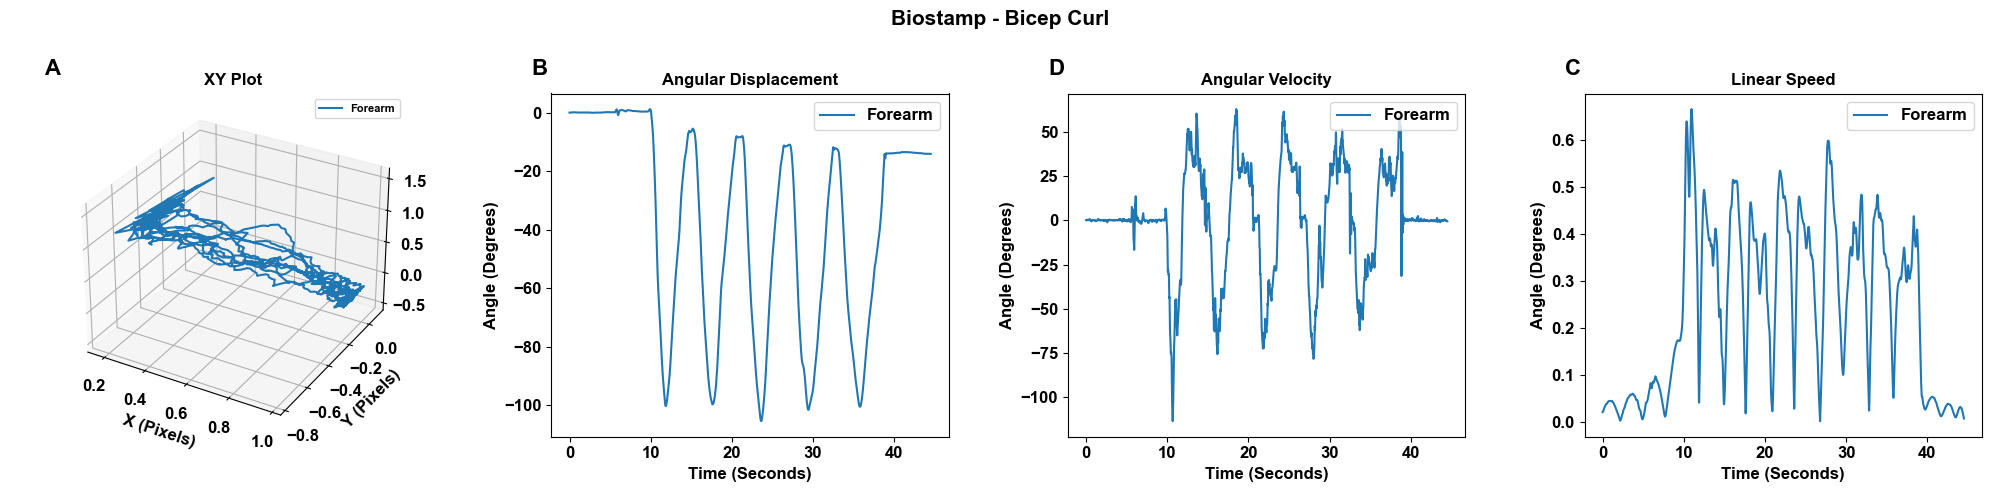 Biostamp - Bicep Curl
A
XY Plot
Forearm
1.5
1.0
0.5
0.0
−0.5
0.2
0.4
0.6
0.8
1.0
X (Pixels)
0.0
−0.2
−0.4
−0.6
−0.8
Y (Pixels)
B
Angular Displacement
Forearm
0
−20
−40
−60
−80
−100
Angle (Degrees)
0 10 20 30 40
Time (Seconds)
D
Angular Velocity
Forearm
50
25
0
−25
−50
−75
−100
Angle (Degrees)
0 10 20 30 40
Time (Seconds)
C
Linear Speed
Forearm
0.6
0.5
0.4
0.3
0.2
0.1
0.0
Angle (Degrees)
0 10 20 30 40
Time (Seconds)